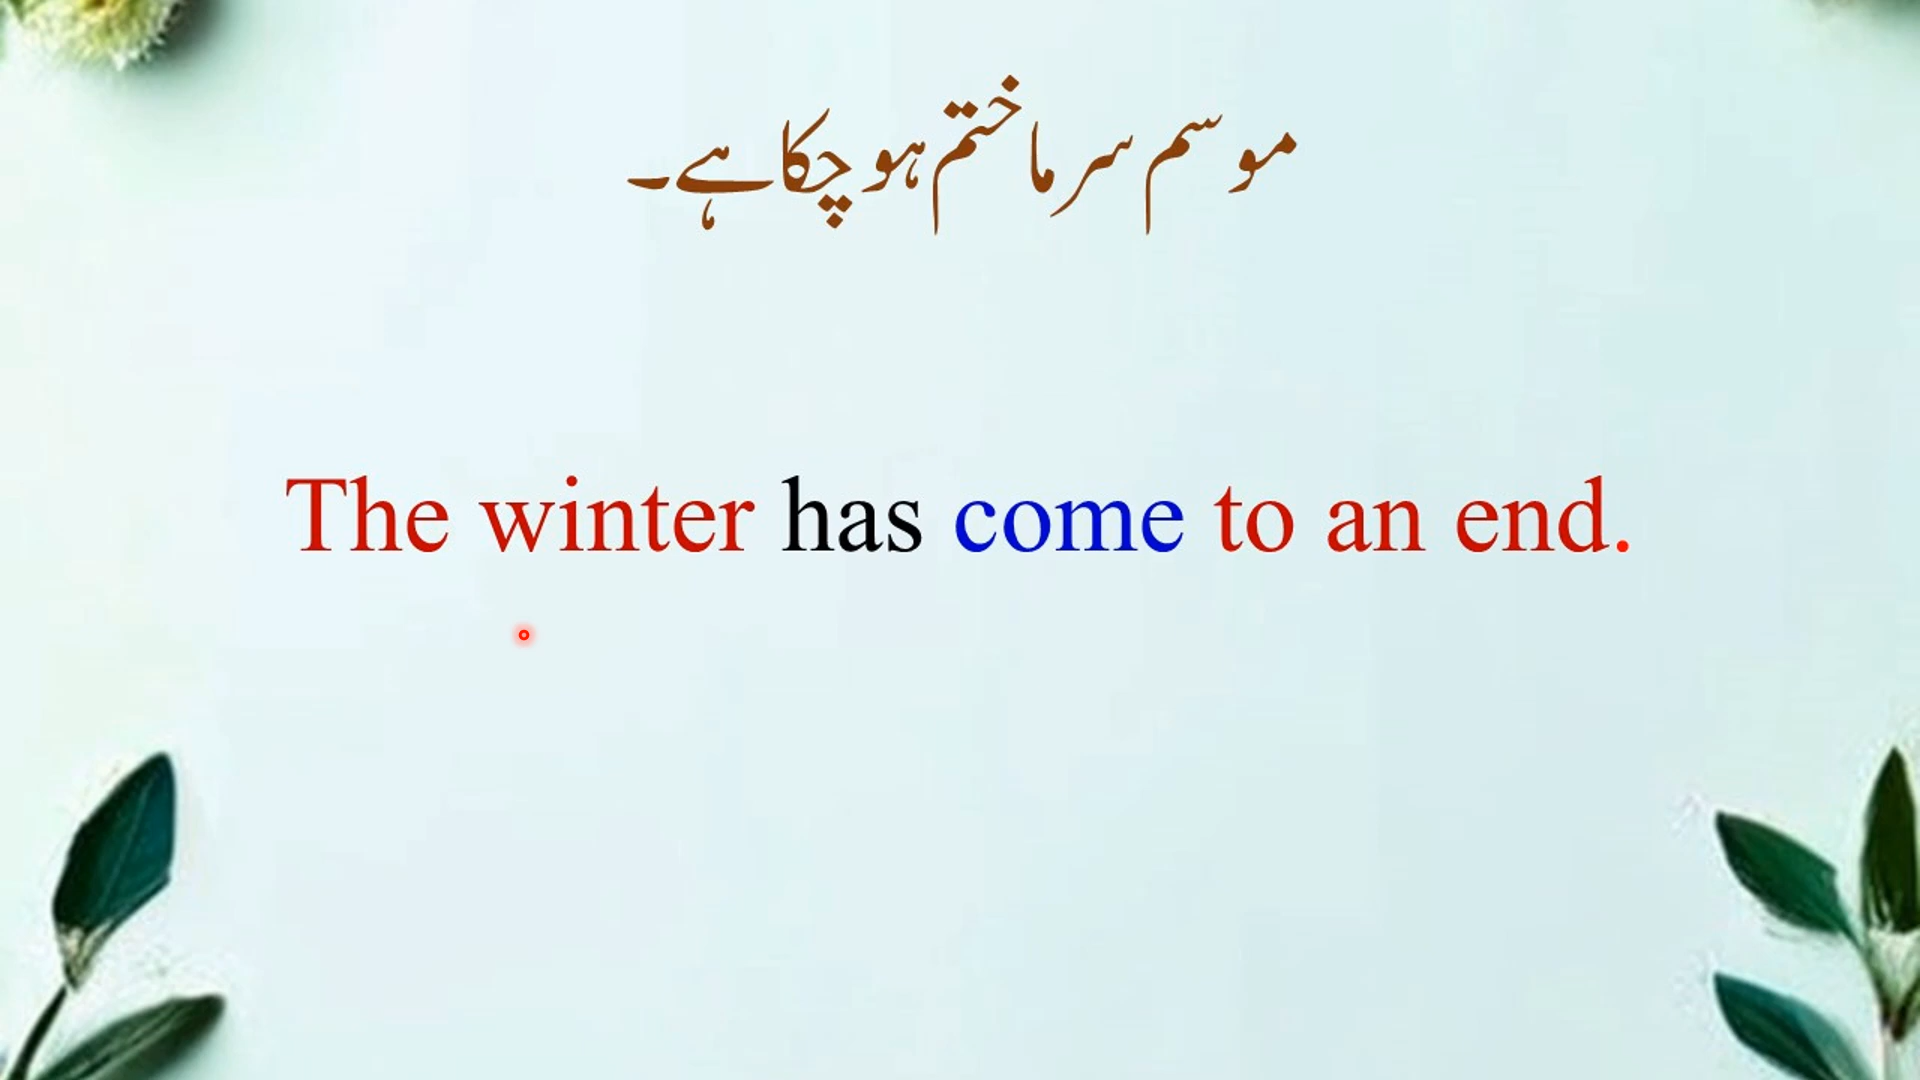 موسم سرما ختم ہو چکا ہے۔
The winter has come to an end.